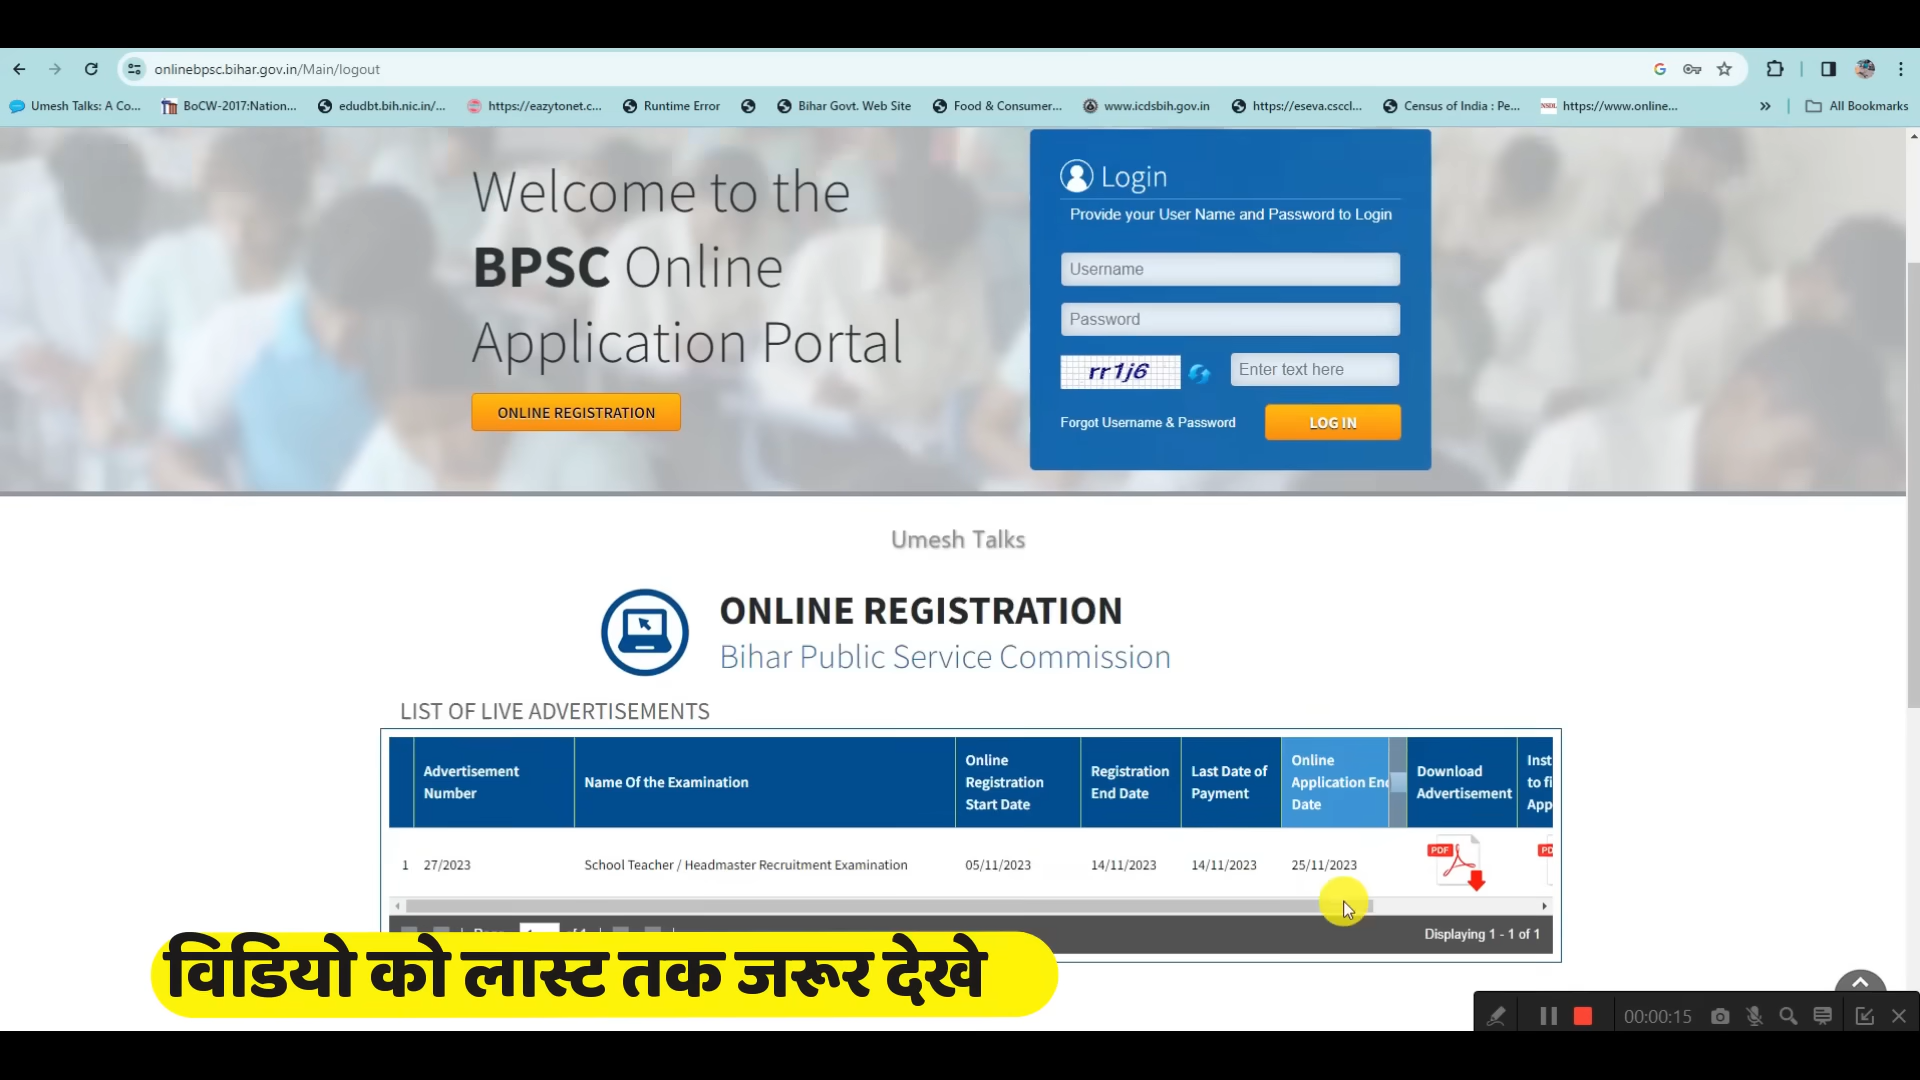 onlinebpsc.bihar.gov.in/Main/logout
Umesh Talks: A Co... BoCW-2017:Nation... edudbt.bih.nic.in/... https://eazytonet.c... Runtime Error Bihar Govt. Web Site Food & Consumer... www.icdsbih.gov.in https://eseva.csccl... Census of India : Pe... https://www.online... » All Bookmarks
Welcome to the
BPSC Online
Application Portal
ONLINE REGISTRATION
Login
Provide your User Name and Password to Login
Username
Password
rr1j6 Enter text here
Forgot Username & Password LOG IN
Umesh Talks
ONLINE REGISTRATION
Bihar Public Service Commission
LIST OF LIVE ADVERTISEMENTS
Advertisement Number Name Of the Examination Online Registration Start Date Registration End Date Last Date of Payment Online Application End Date Download Advertisement Inst to fi App
1 27/2023 School Teacher / Headmaster Recruitment Examination 05/11/2023 14/11/2023 14/11/2023 25/11/2023 PDF PD
Displaying 1 - 1 of 1
विडियो को लास्ट तक जरूर देखे
00:00:15